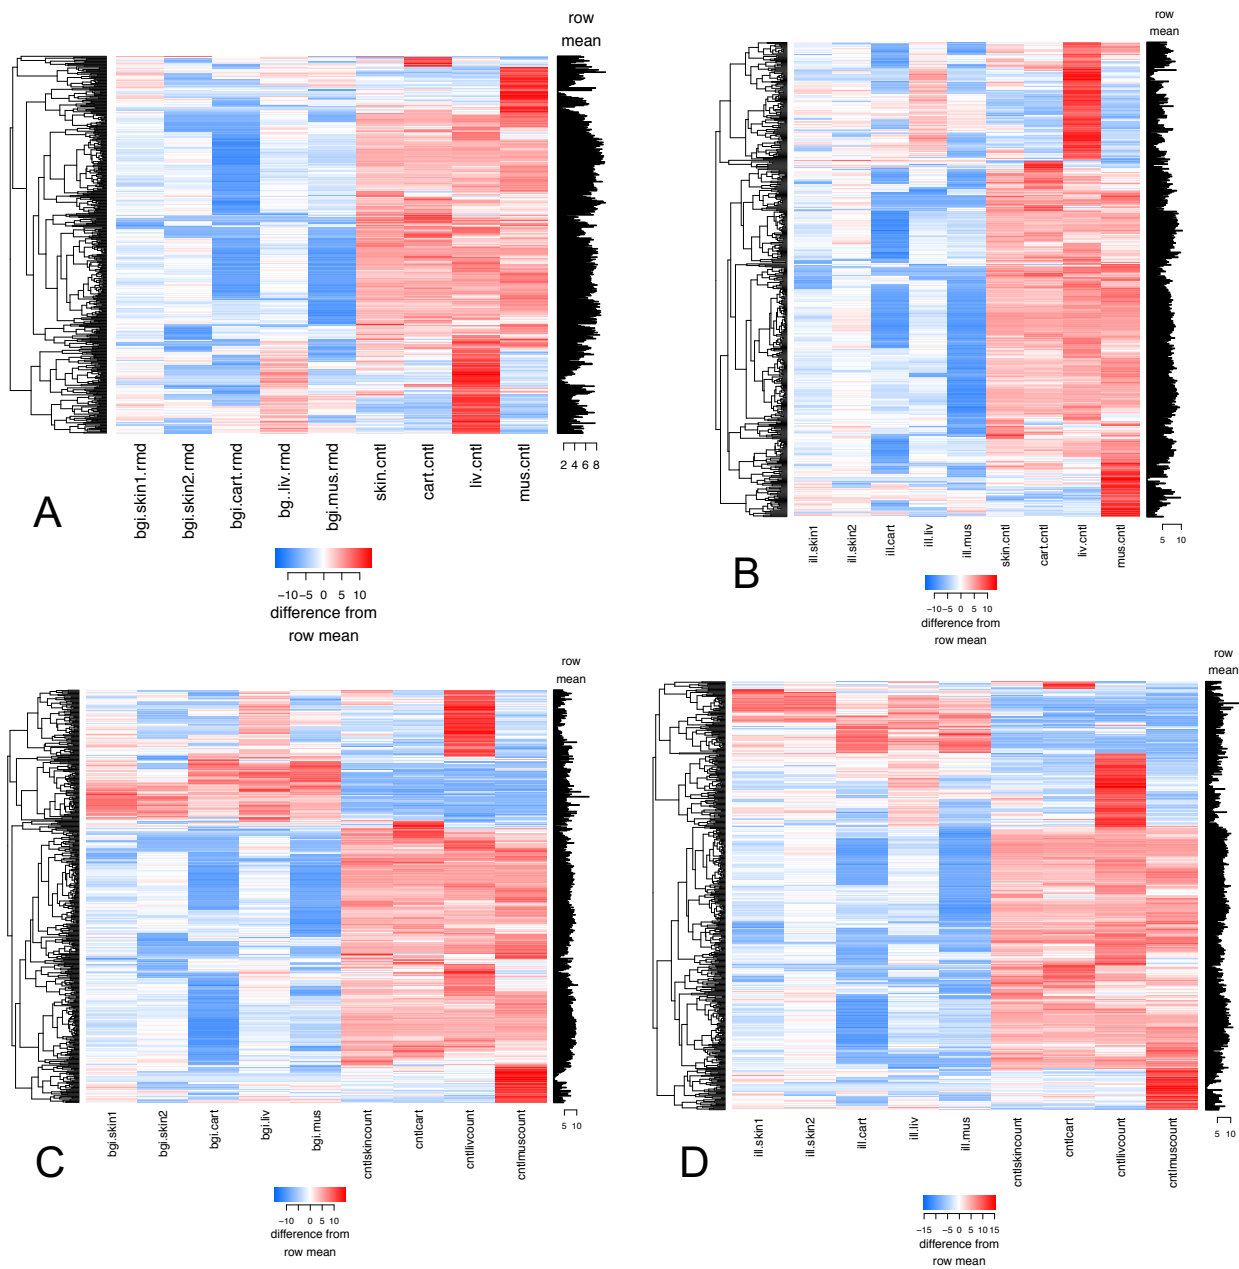 row
mean
bgi.skin1.rmd
bgi.skin2.rmd
bgi.cart.rmd
bg..liv.rmd
bgi.mus.rmd
skin.cntl
cart.cntl
liv.cntl
mus.cntl
2 4 6 8
A
−10 −5 0 5 10
difference from
row mean
row
mean
ill.skin1
ill.skin2
ill.cart
ill.liv
ill.mus
skin.cntl
cart.cntl
liv.cntl
mus.cntl
5 10
B
−10 −5 0 5 10
difference from
row mean
row
mean
bgi.skin1
bgi.skin2
bgi.cart
bgi.liv
bgi.mus
cntlskincount
cntlcart
cntllivcount
cntlmuscount
5 10
C
−10 0 5 10
difference from
row mean
row
mean
ill.skin1
ill.skin2
ill.cart
ill.liv
ill.mus
cntlskincount
cntlcart
cntllivcount
cntlmuscount
5 10
D
−15 −5 0 5 10 15
difference from
row mean